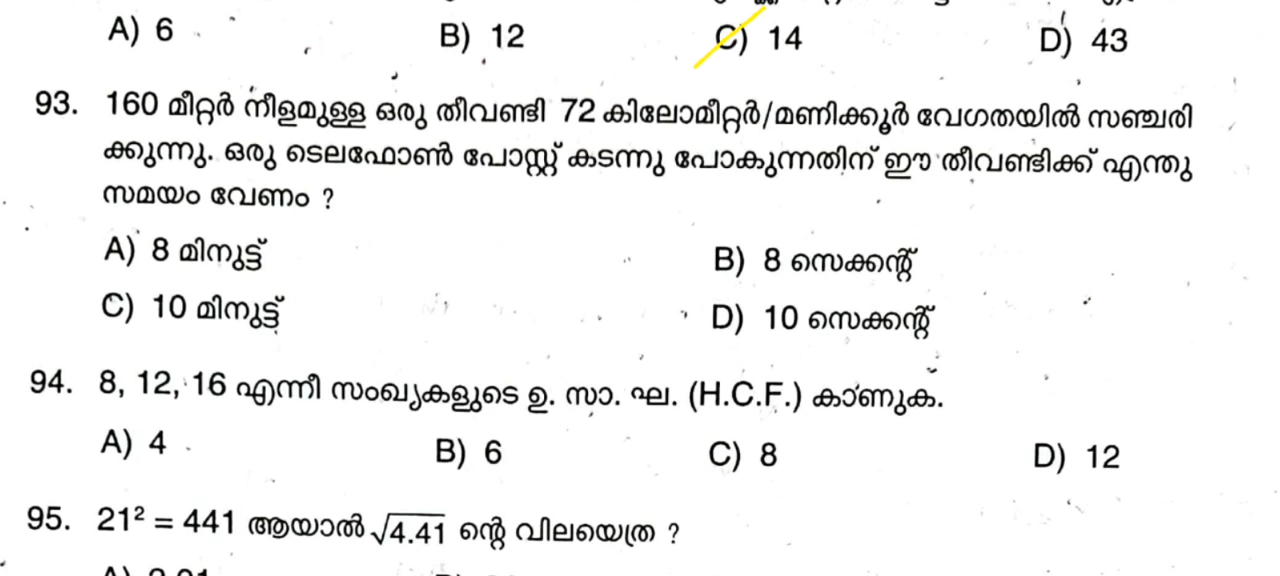 A) 6 B) 12 C) 14 D) 43
93. 160 മീറ്റർ നീളമുള്ള ഒരു തീവണ്ടി 72 കിലോമീറ്റർ/മണിക്കൂർ വേഗതയിൽ സഞ്ചരി
ക്കുന്നു. ഒരു ടെലഫോൺ പോസ്റ്റ് കടന്നു പോകുന്നതിന് ഈ തീവണ്ടിക്ക് എന്തു
സമയം വേണം ?
A) 8 മിനുട്ട് B) 8 സെക്കന്റ്
C) 10 മിനുട്ട് D) 10 സെക്കന്റ്
94. 8, 12, 16 എന്നീ സംഖ്യകളുടെ ഉ. സാ. ഘ. (H.C.F.) കാണുക.
A) 4 B) 6 C) 8 D) 12
95. 21² = 441 ആയാൽ √4.41 ന്റെ വിലയെത്ര ?